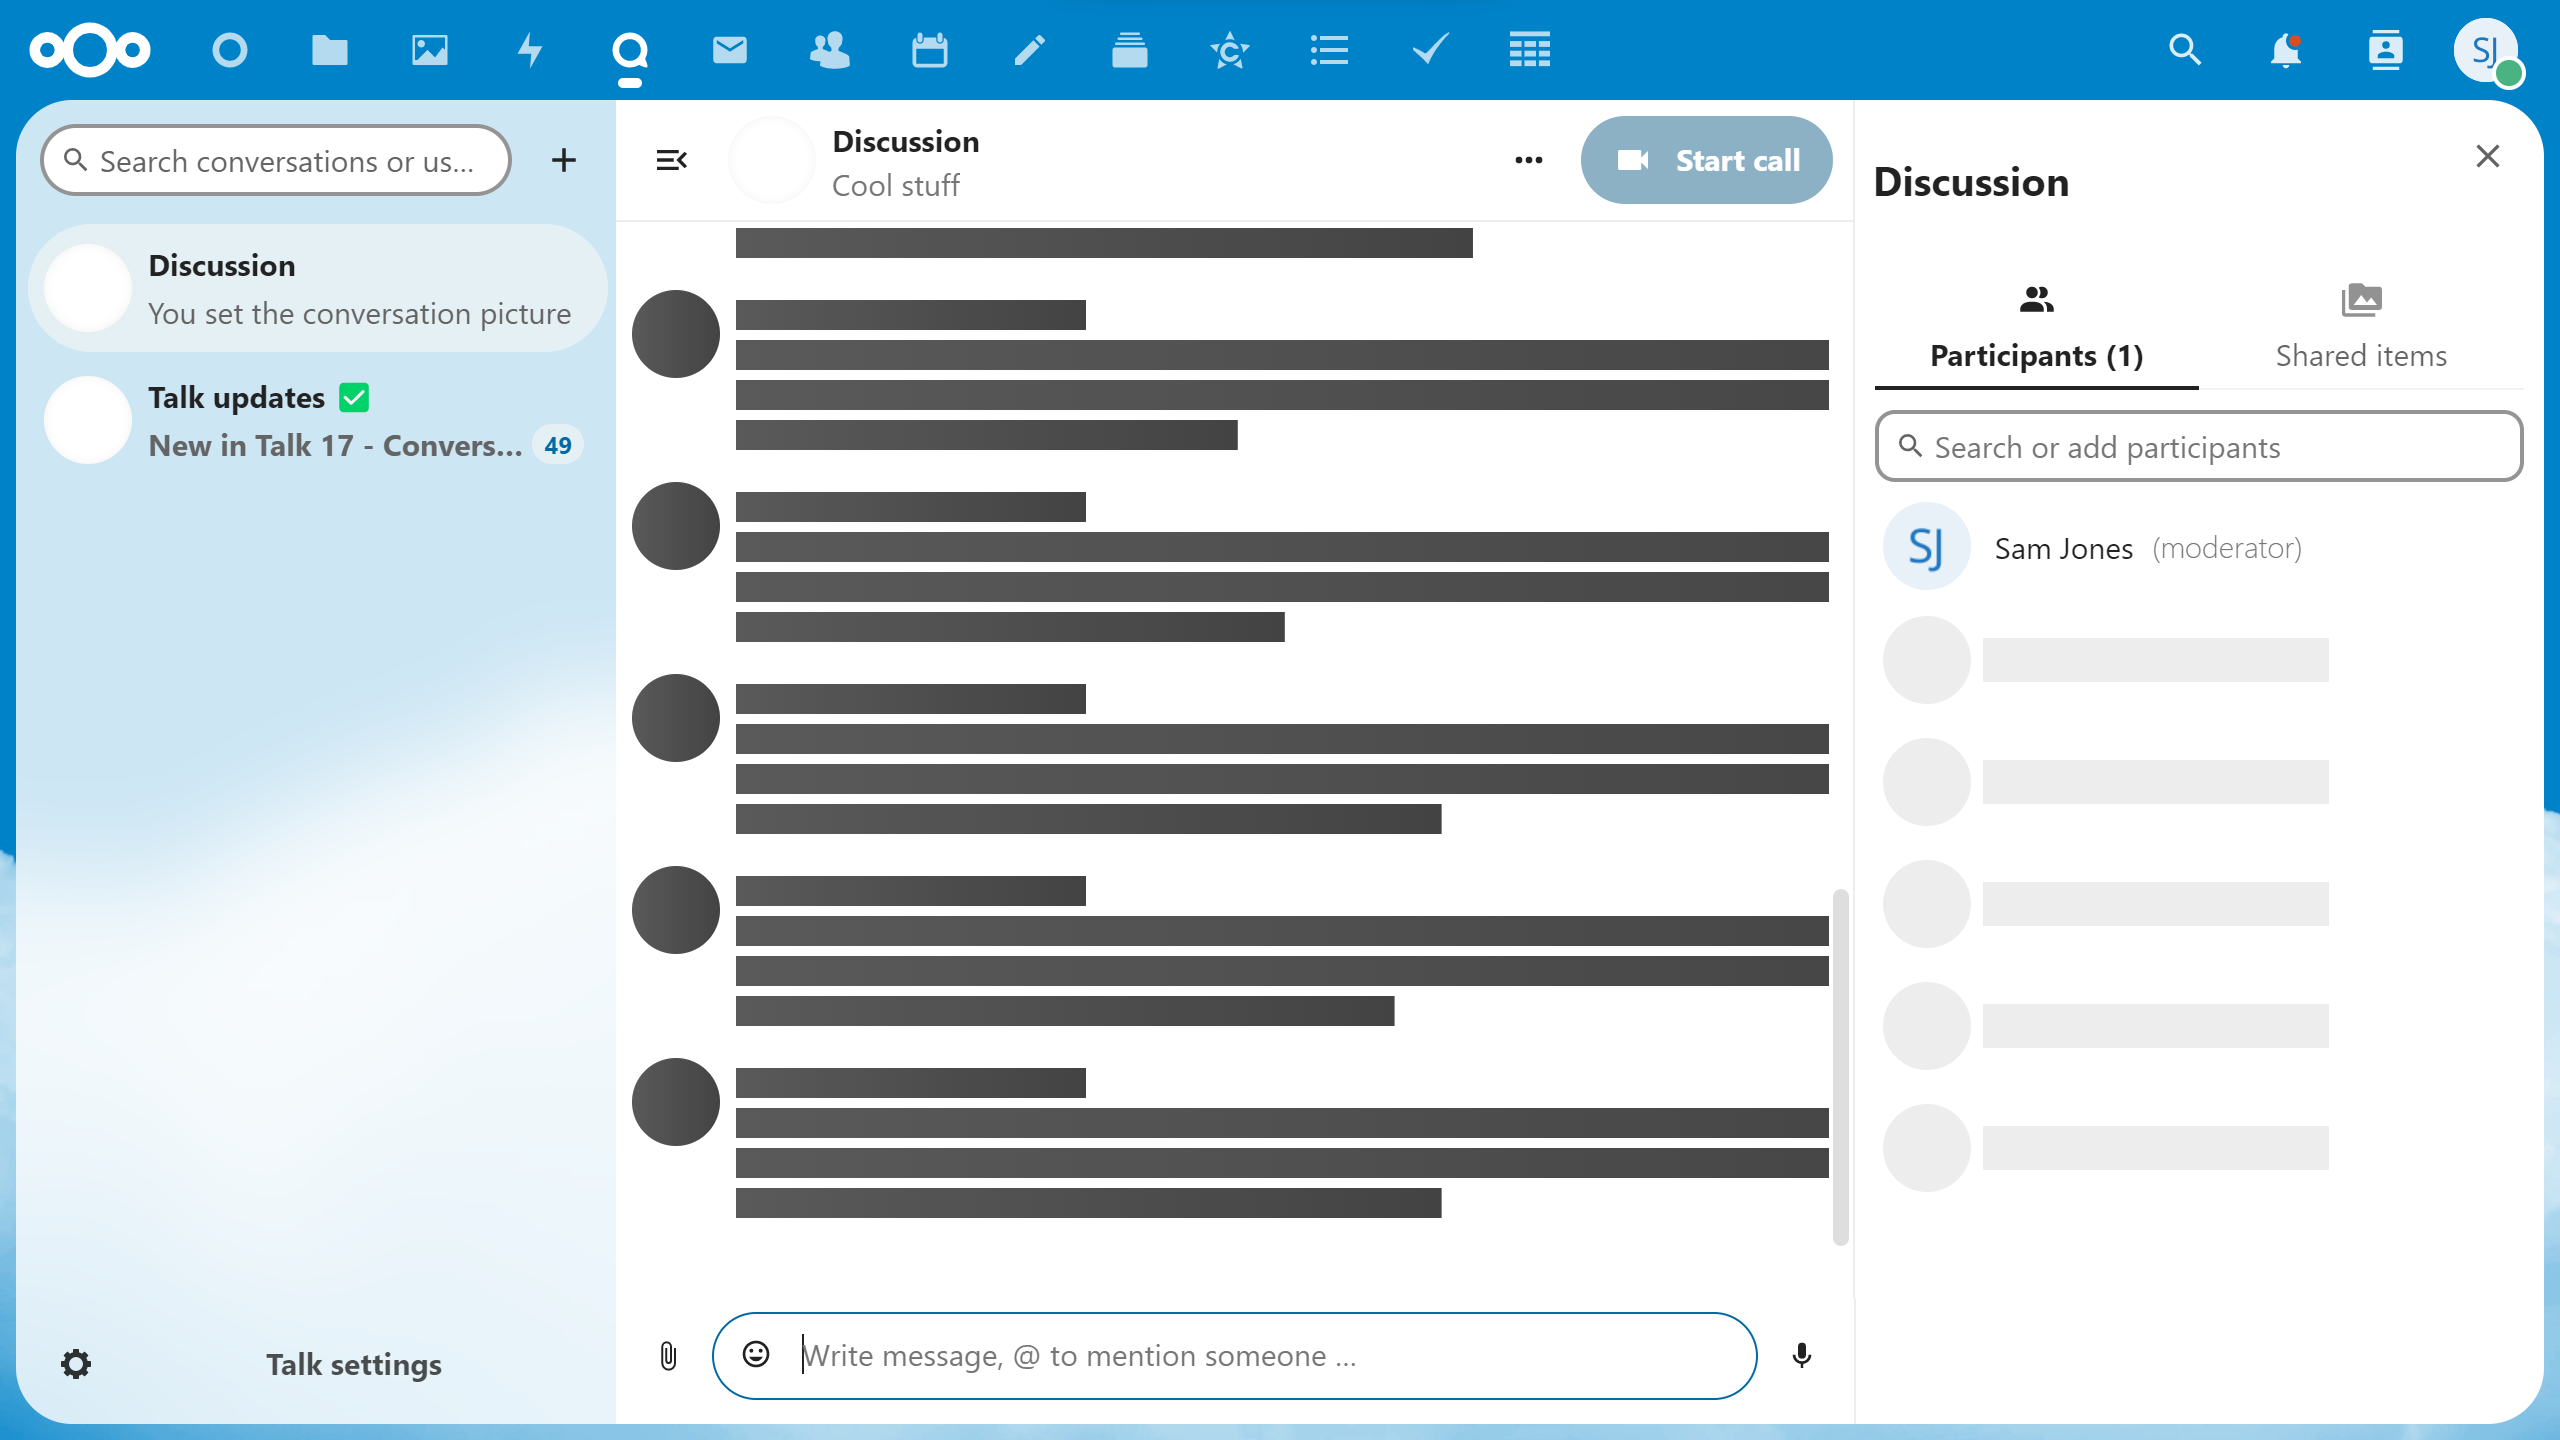 SJ
Search conversations or us...
Discussion
You set the conversation picture
Talk updates ✅
New in Talk 17 - Convers...
49
Talk settings
Discussion
Cool stuff
Start call
Write message, @ to mention someone ...
Discussion
Participants (1)
Shared items
Search or add participants
SJ
Sam Jones (moderator)